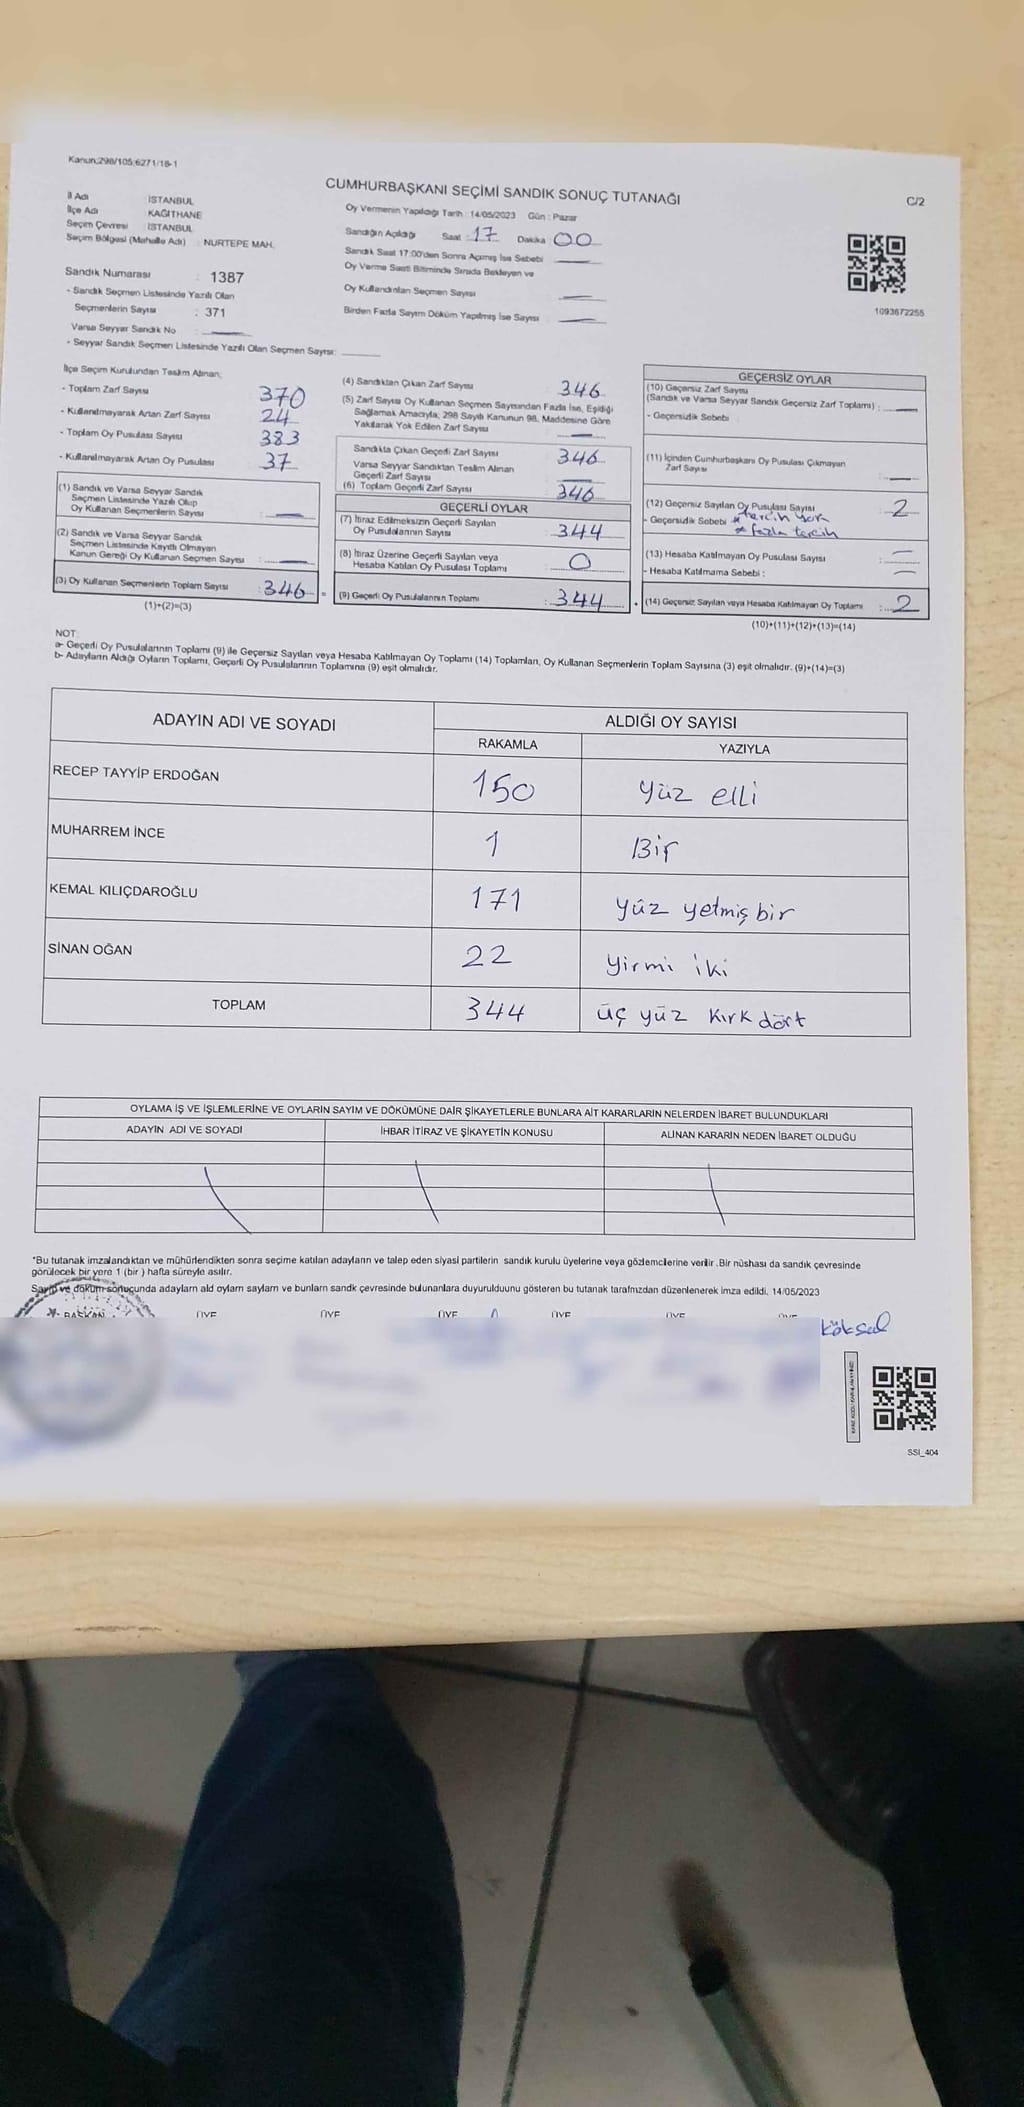 Kanun;298/105;6271/18-1
CUMHURBAŞKANI SEÇİMİ SANDIK SONUÇ TUTANAĞI
C/2
İl Adı İSTANBUL
İlçe Adı KAĞITHANE
Seçim Çevresi İSTANBUL
Seçim Bölgesi (Mahalle Adı) : NURTEPE MAH.
Sandık Numarası : 1387
- Sandık Seçmen Listesinde Yazılı Olan
Seçmenlerin Sayısı : 371
Varsa Seyyar Sandık No :
- Seyyar Sandık Seçmen Listesinde Yazılı Olan Seçmen Sayısı:
Oy Vermenin Yapıldığı Tarih : 14/05/2023 Gün : Pazar
Sandığın Açıldığı Saat : 17 Dakika : 00
Sandık Saat 17:00'den Sonra Açılmış İse Sebebi
Oy Verme Saati Bitiminde Sırada Bekleyen ve
Oy Kullandırılan Seçmen Sayısı
Birden Fazla Sayım Döküm Yapılmış İse Sayısı
1093672255
İlçe Seçim Kurulundan Teslim Alınan;
- Toplam Zarf Sayısı 370
- Kullanılmayarak Artan Zarf Sayısı 24
- Toplam Oy Pusulası Sayısı 383
- Kullanılmayarak Artan Oy Pusulası 37
(1) Sandık ve Varsa Seyyar Sandık
Seçmen Listesinde Yazılı Olup
Oy Kullanan Seçmenlerin Sayısı :
(2) Sandık ve Varsa Seyyar Sandık
Seçmen Listesinde Kayıtlı Olmayan
Kanun Gereği Oy Kullanan Seçmen Sayısı :
(3) Oy Kullanan Seçmenlerin Toplam Sayısı : 346 =
(1)+(2)=(3)
(4) Sandıktan Çıkan Zarf Sayısı 346
(5) Zarf Sayısı Oy Kullanan Seçmen Sayısından Fazla İse, Eşitliği
Sağlamak Amacıyla; 298 Sayılı Kanunun 98. Maddesine Göre
Yakılarak Yok Edilen Zarf Sayısı
Sandıkta Çıkan Geçerli Zarf Sayısı 346
Varsa Seyyar Sandıktan Teslim Alınan
Geçerli Zarf Sayısı
(6) Toplam Geçerli Zarf Sayısı 346
GEÇERLİ OYLAR
(7) İtiraz Edilmeksizin Geçerli Sayılan
Oy Pusulalarının Sayısı : 344
(8) İtiraz Üzerine Geçerli Sayılan veya
Hesaba Katılan Oy Pusulası Toplamı : 0
(9) Geçerli Oy Pusulalarının Toplamı : 344 +
GEÇERSİZ OYLAR
(10) Geçersiz Zarf Sayısı
(Sandık ve Varsa Seyyar Sandık Geçersiz Zarf Toplamı) :
- Geçersizlik Sebebi :
(11) İçinden Cumhurbaşkanı Oy Pusulası Çıkmayan
Zarf Sayısı :
(12) Geçersiz Sayılan Oy Pusulası Sayısı : 2
- Geçersizlik Sebebi * tercih yok
* fazla tercih
(13) Hesaba Katılmayan Oy Pusulası Sayısı :
- Hesaba Katılmama Sebebi :
(14) Geçersiz Sayılan veya Hesaba Katılmayan Oy Toplamı : 2
(10)+(11)+(12)+(13)=(14)
NOT:
a- Geçerli Oy Pusulalarının Toplamı (9) ile Geçersiz Sayılan veya Hesaba Katılmayan Oy Toplamı (14) Toplamları, Oy Kullanan Seçmenlerin Toplam Sayısına (3) eşit olmalıdır. (9)+(14)=(3)
b- Adayların Aldığı Oyların Toplamı, Geçerli Oy Pusulalarının Toplamına (9) eşit olmalıdır.
ADAYIN ADI VE SOYADI ALDIĞI OY SAYISI
RAKAMLA YAZIYLA
RECEP TAYYİP ERDOĞAN 150 yüz elli
MUHARREM İNCE 1 Bir
KEMAL KILIÇDAROĞLU 171 yüz yetmiş bir
SİNAN OĞAN 22 yirmi iki
TOPLAM 344 üç yüz kırk dört
OYLAMA İŞ VE İŞLEMLERİNE VE OYLARIN SAYIM VE DÖKÜMÜNE DAİR ŞİKAYETLERLE BUNLARA AİT KARARLARIN NELERDEN İBARET BULUNDUKLARI
ADAYIN ADI VE SOYADI İHBAR İTİRAZ VE ŞİKAYETİN KONUSU ALINAN KARARIN NEDEN İBARET OLDUĞU
*Bu tutanak imzalandıktan ve mühürlendikten sonra seçime katılan adayların ve talep eden siyasi partilerin sandık kurulu üyelerine veya gözlemcilerine verilir. Bir nüshası da sandık çevresinde
görülecek bir yere 1 (bir ) hafta süreyle asılır.
Sayım ve döküm sonuçunda adaylarn ald oylarn saylarn ve bunlarn sandk çevresinde bulunanlara duyurulduunu gösteren bu tutanak tarafmzdan düzenlenerek imza edildi. 14/05/2023
BAŞKAN ÜYE ÜYE ÜYE ÜYE ÜYE
Köksal
SSI_404